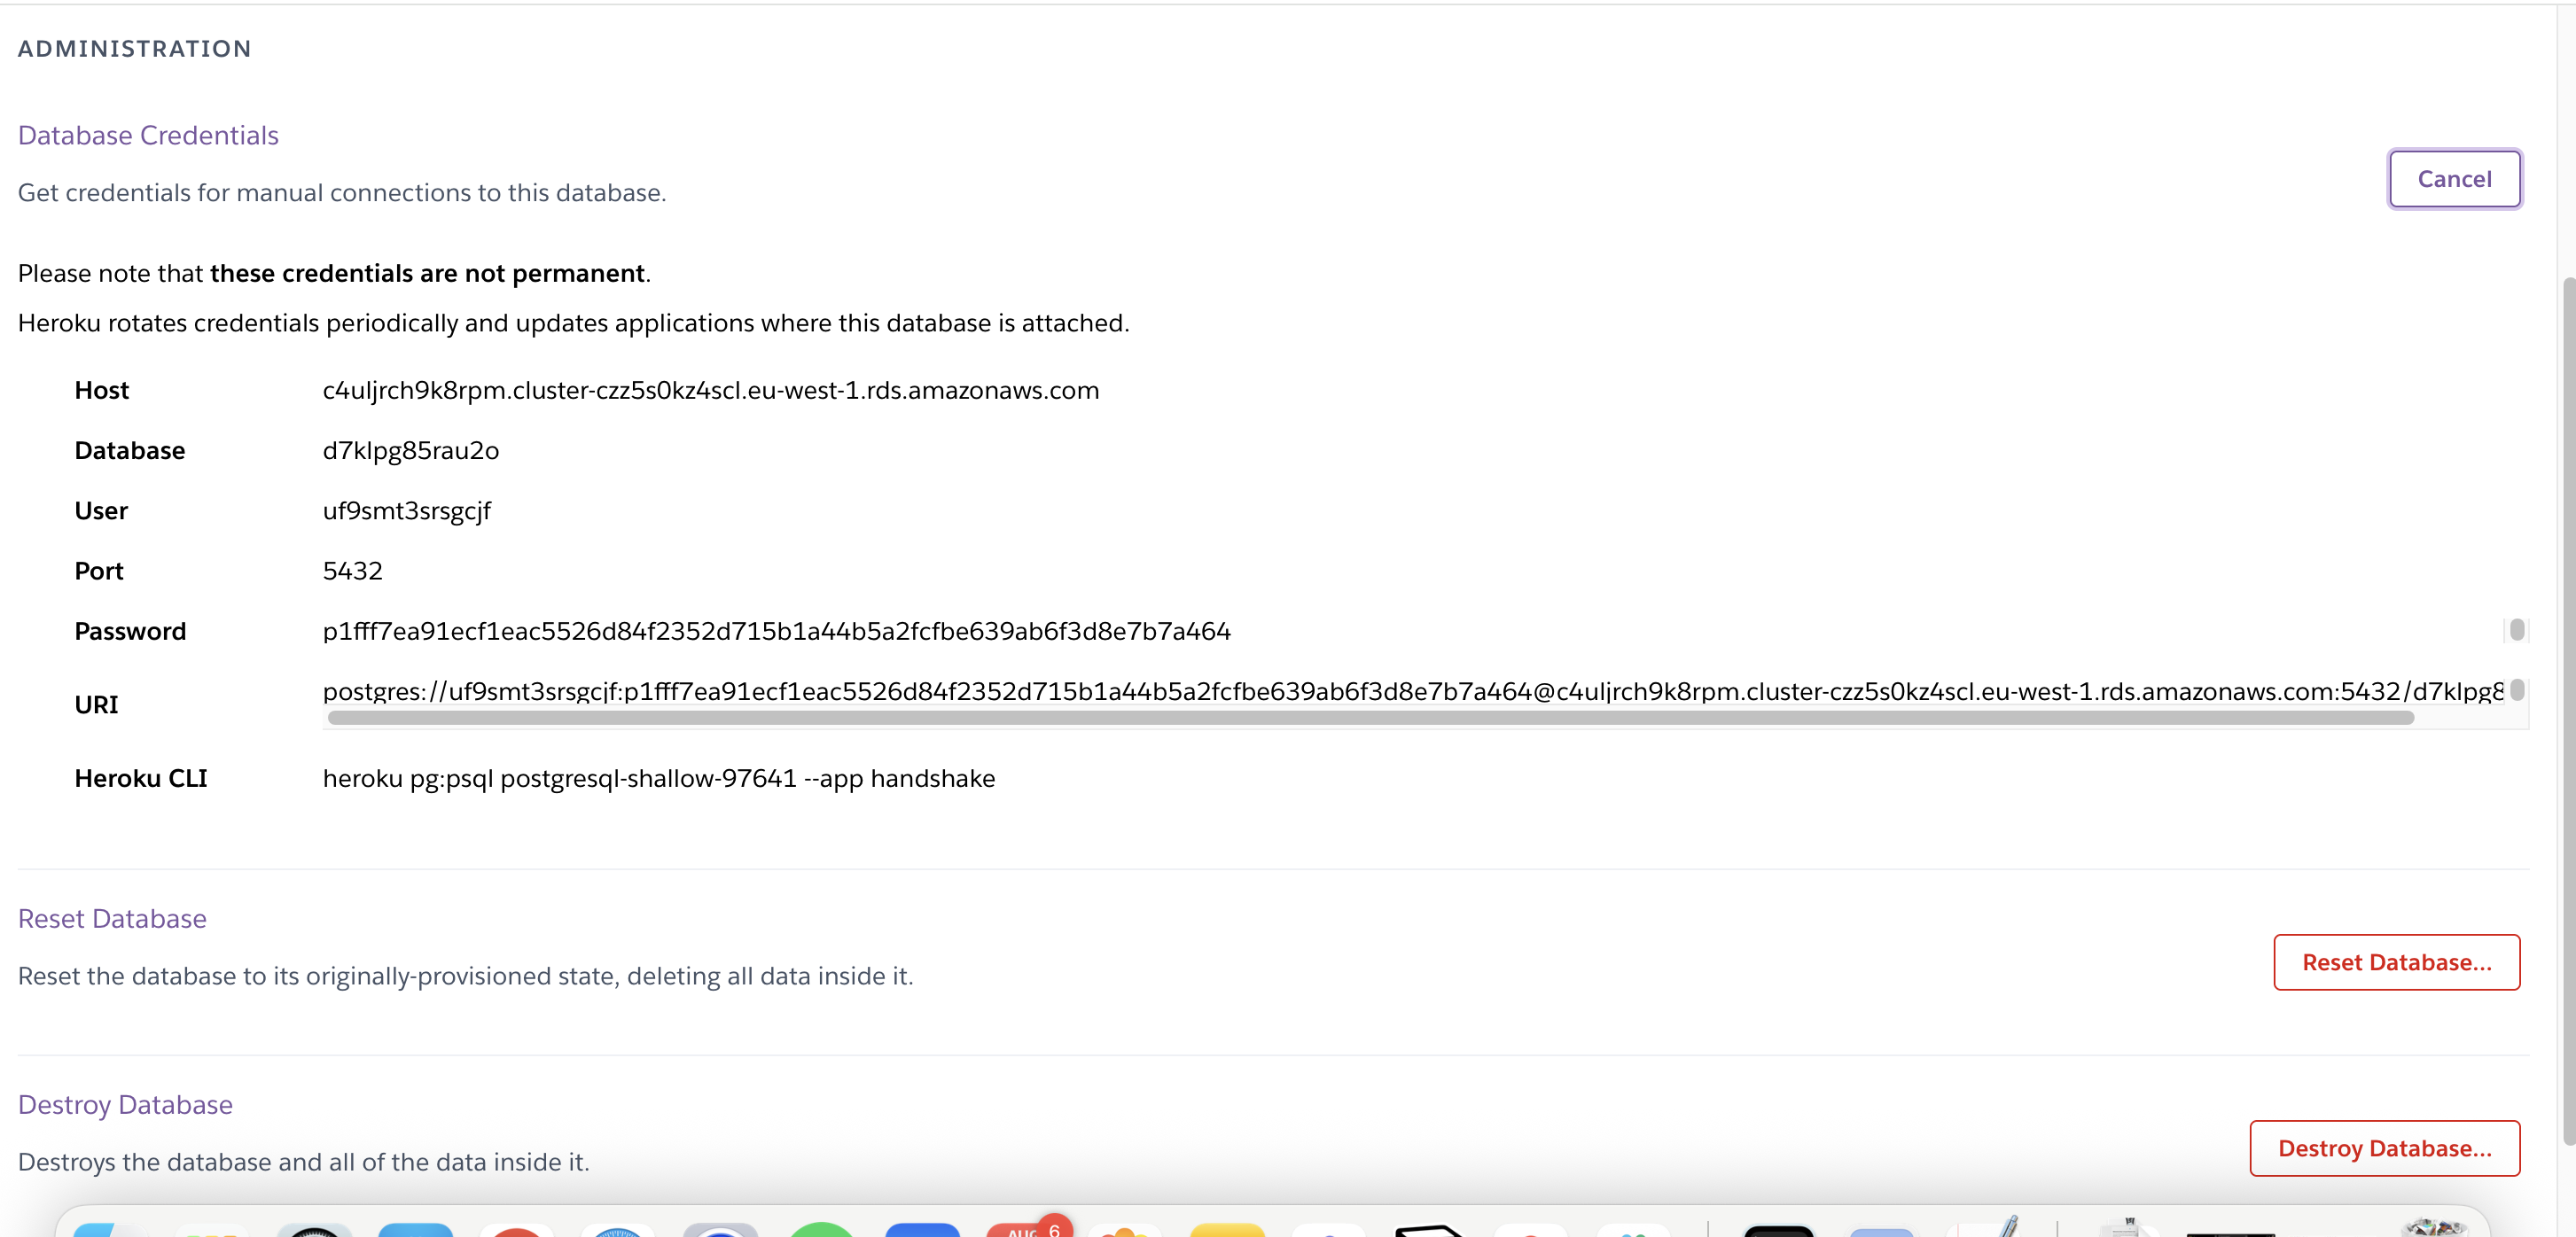 ADMINISTRATION
Database Credentials
Get credentials for manual connections to this database.
Cancel
Please note that these credentials are not permanent.
Heroku rotates credentials periodically and updates applications where this database is attached.
Host c4uljrch9k8rpm.cluster-czz5s0kz4scl.eu-west-1.rds.amazonaws.com
Database d7klpg85rau2o
User uf9smt3srsgcjf
Port 5432
Password p1fff7ea91ecf1eac5526d84f2352d715b1a44b5a2fcfbe639ab6f3d8e7b7a464
URI postgres://uf9smt3srsgcjf:p1fff7ea91ecf1eac5526d84f2352d715b1a44b5a2fcfbe639ab6f3d8e7b7a464@c4uljrch9k8rpm.cluster-czz5s0kz4scl.eu-west-1.rds.amazonaws.com:5432/d7klpg8
Heroku CLI heroku pg:psql postgresql-shallow-97641 --app handshake
Reset Database
Reset the database to its originally-provisioned state, deleting all data inside it.
Reset Database...
Destroy Database
Destroys the database and all of the data inside it.
Destroy Database...
AUG 6